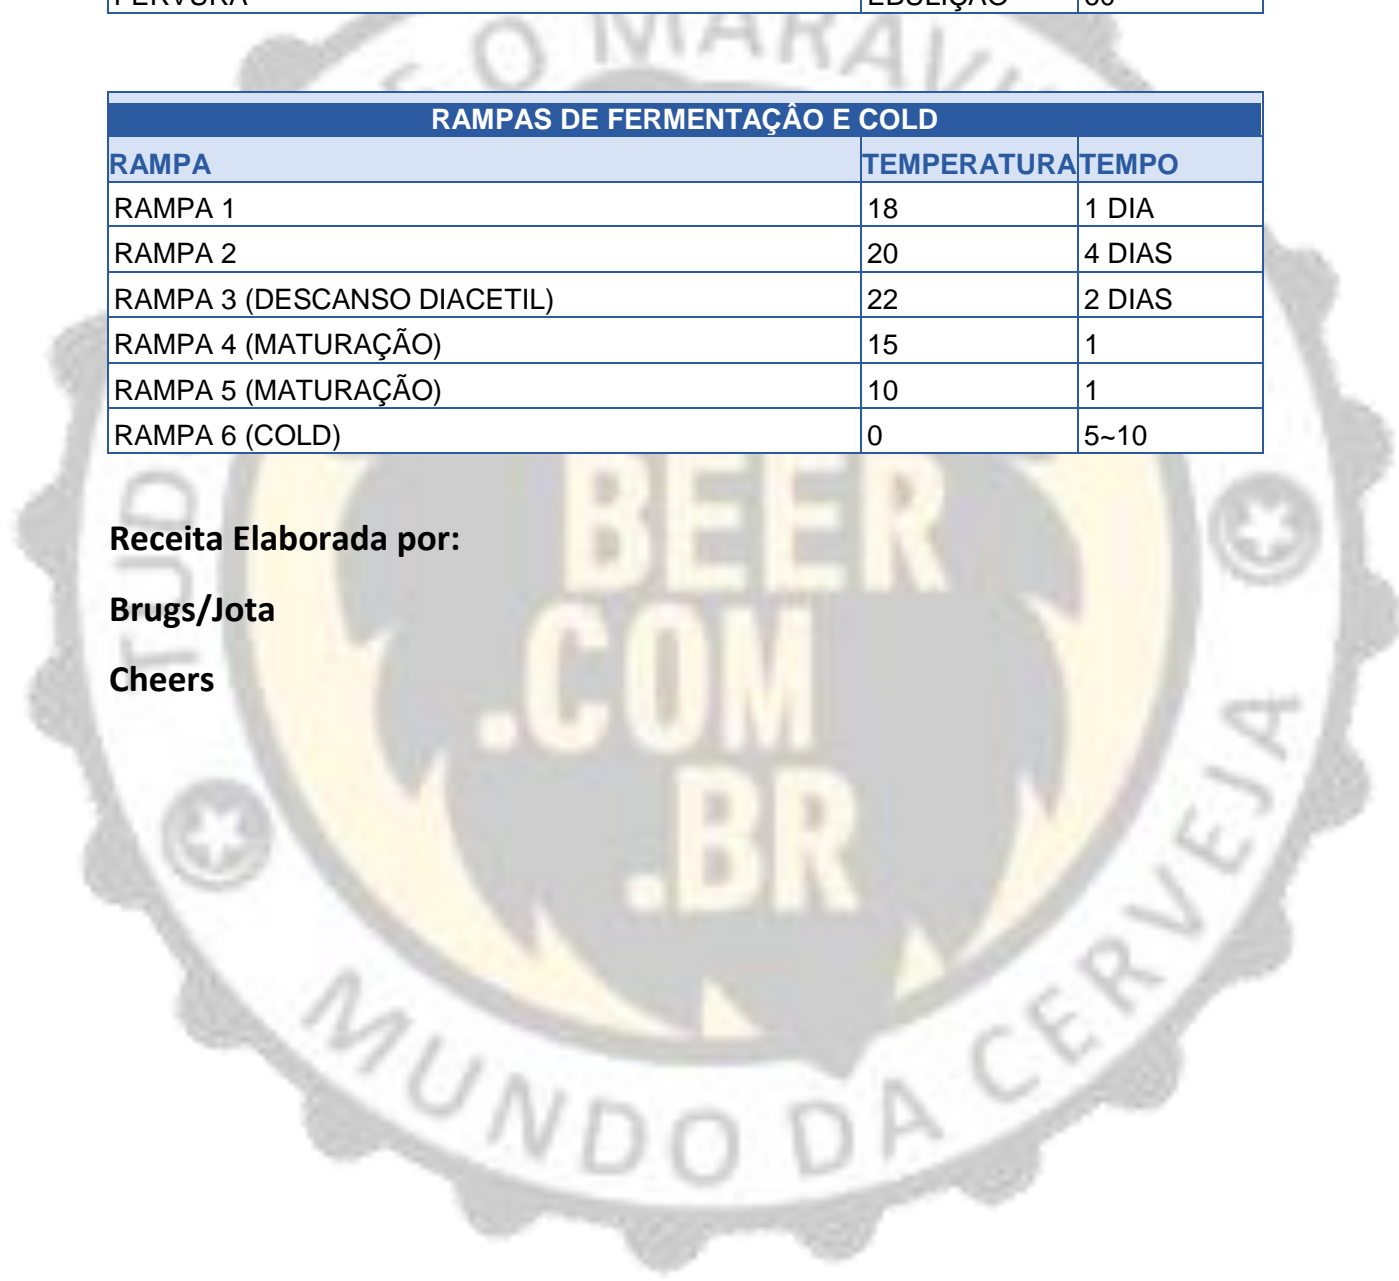 RAMPAS DE FERMENTAÇÂO E COLD
RAMPA TEMPERATURA TEMPO
RAMPA 1 18 1 DIA
RAMPA 2 20 4 DIAS
RAMPA 3 (DESCANSO DIACETIL) 22 2 DIAS
RAMPA 4 (MATURAÇÃO) 15 1
RAMPA 5 (MATURAÇÃO) 10 1
RAMPA 6 (COLD) 0 5~10
Receita Elaborada por:
Brugs/Jota
Cheers
BEER
.COM
.BR
MUNDO DA CERVEJA